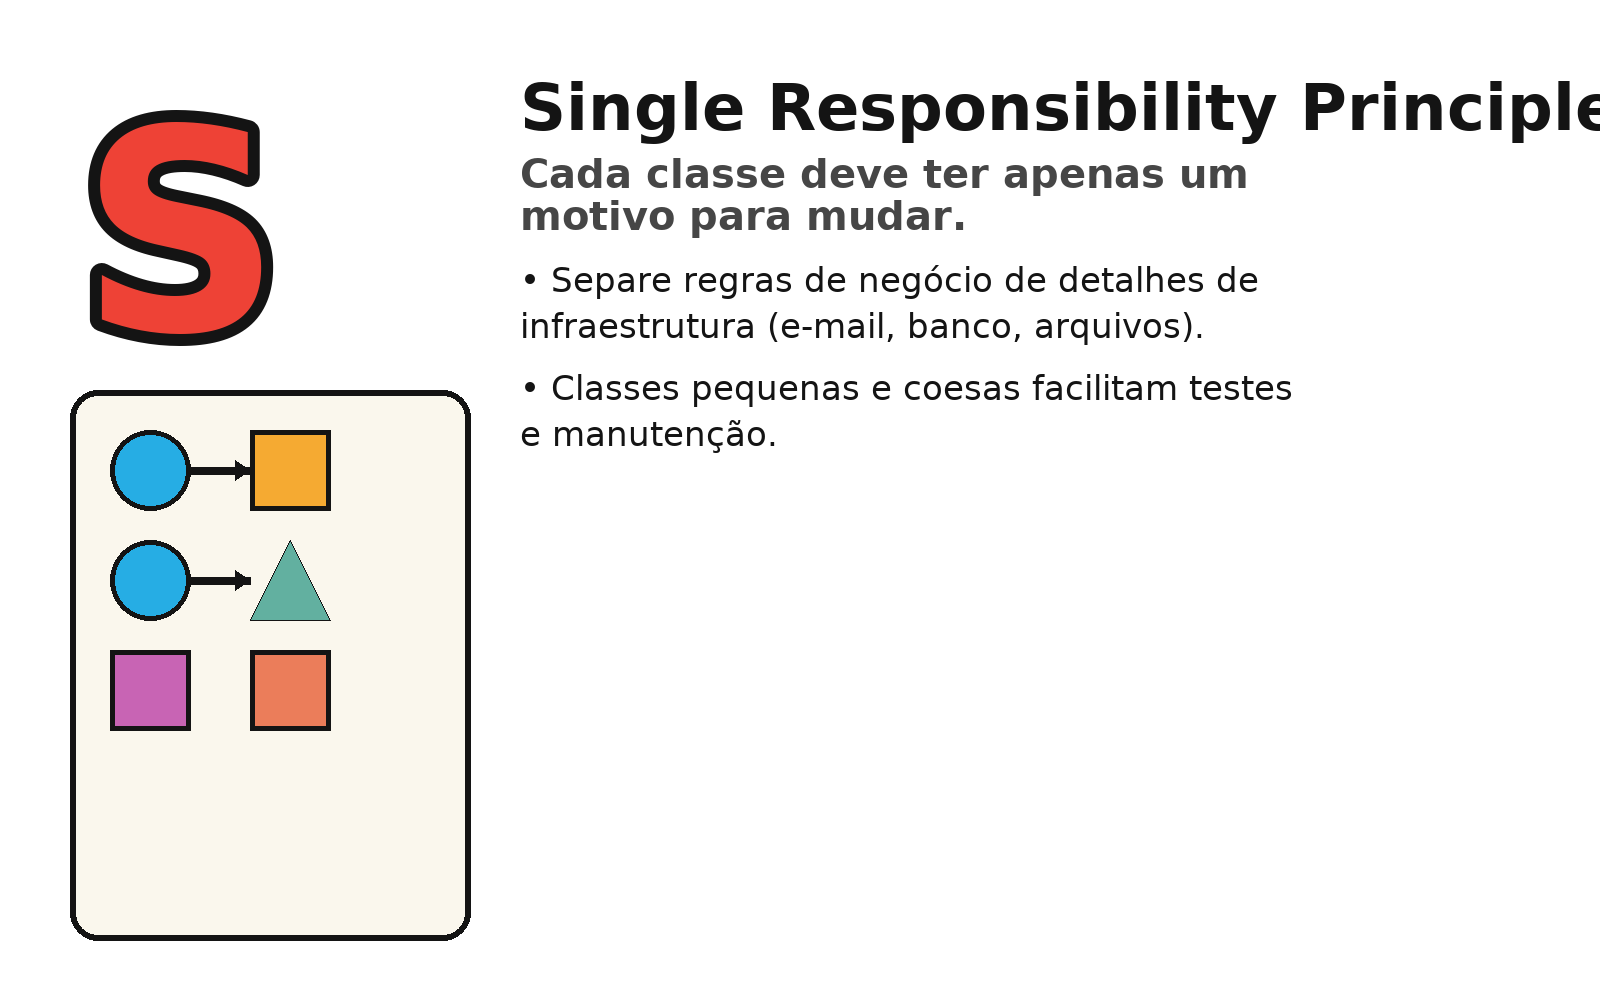 S
Single Responsibility Principle
Cada classe deve ter apenas um
motivo para mudar.
• Separe regras de negócio de detalhes de
infraestrutura (e-mail, banco, arquivos).
• Classes pequenas e coesas facilitam testes
e manutenção.